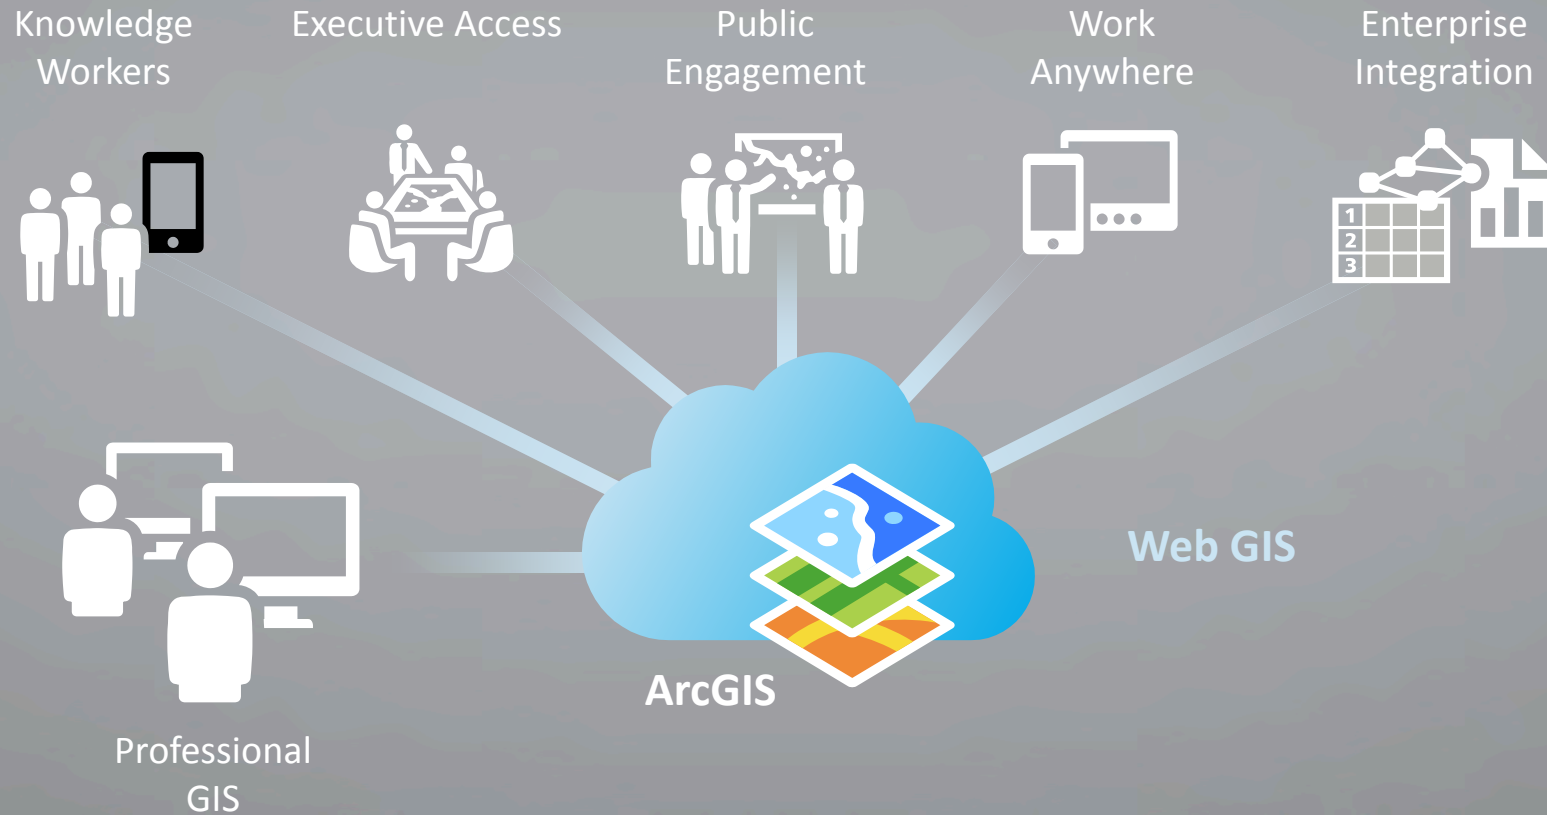 Knowledge
Workers
Executive Access
Public
Engagement
Work
Anywhere
Enterprise
Integration
1
2
3
Web GIS
ArcGIS
Professional
GIS